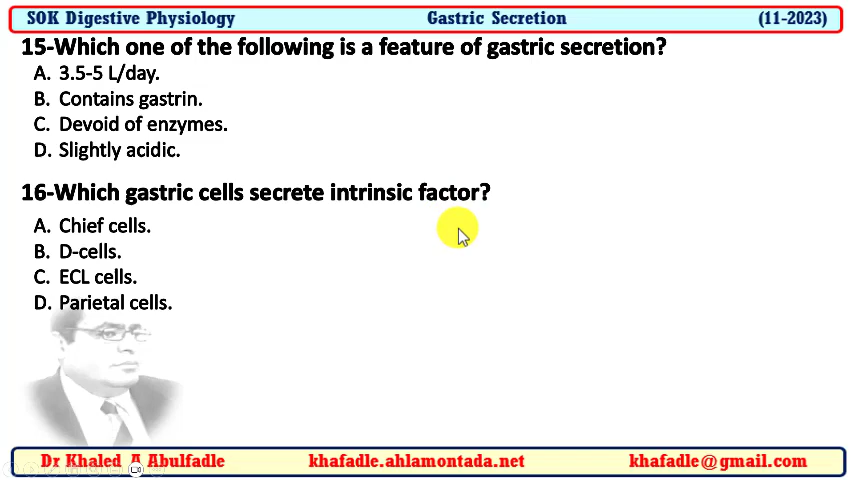 SOK Digestive Physiology Gastric Secretion (11-2023)
15-Which one of the following is a feature of gastric secretion?
A. 3.5-5 L/day.
B. Contains gastrin.
C. Devoid of enzymes.
D. Slightly acidic.
16-Which gastric cells secrete intrinsic factor?
A. Chief cells.
B. D-cells.
C. ECL cells.
D. Parietal cells.
Dr Khaled A Abulfadle khafadle.ahlamontada.net khafadle@gmail.com